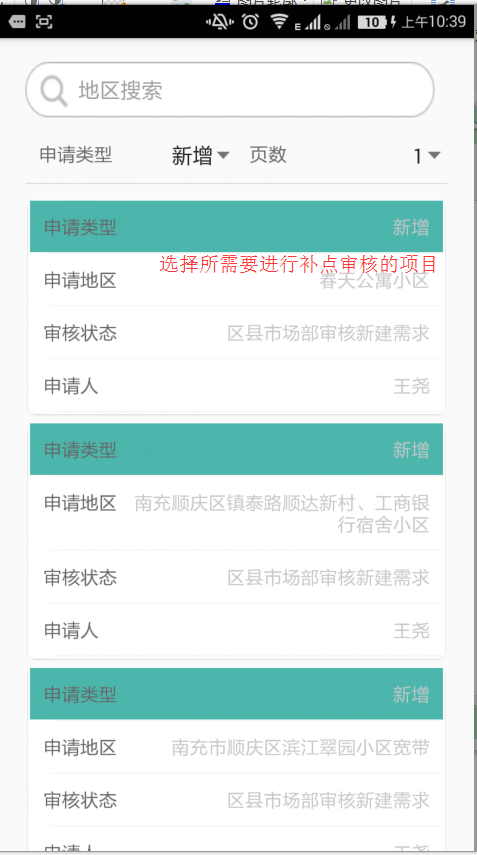 E 10 上午10:39
地区搜索
申请类型 新增 页数 1
申请类型 新增
选择所需要进行补点审核的项目
申请地区 春天公寓小区
审核状态 区县市场部审核新建需求
申请人 王尧
申请类型 新增
申请地区 南充顺庆区镇泰路顺达新村、工商银
行宿舍小区
审核状态 区县市场部审核新建需求
申请人 王尧
申请类型 新增
申请地区 南充市顺庆区滨江翠园小区宽带
审核状态 区县市场部审核新建需求
申请人 王尧